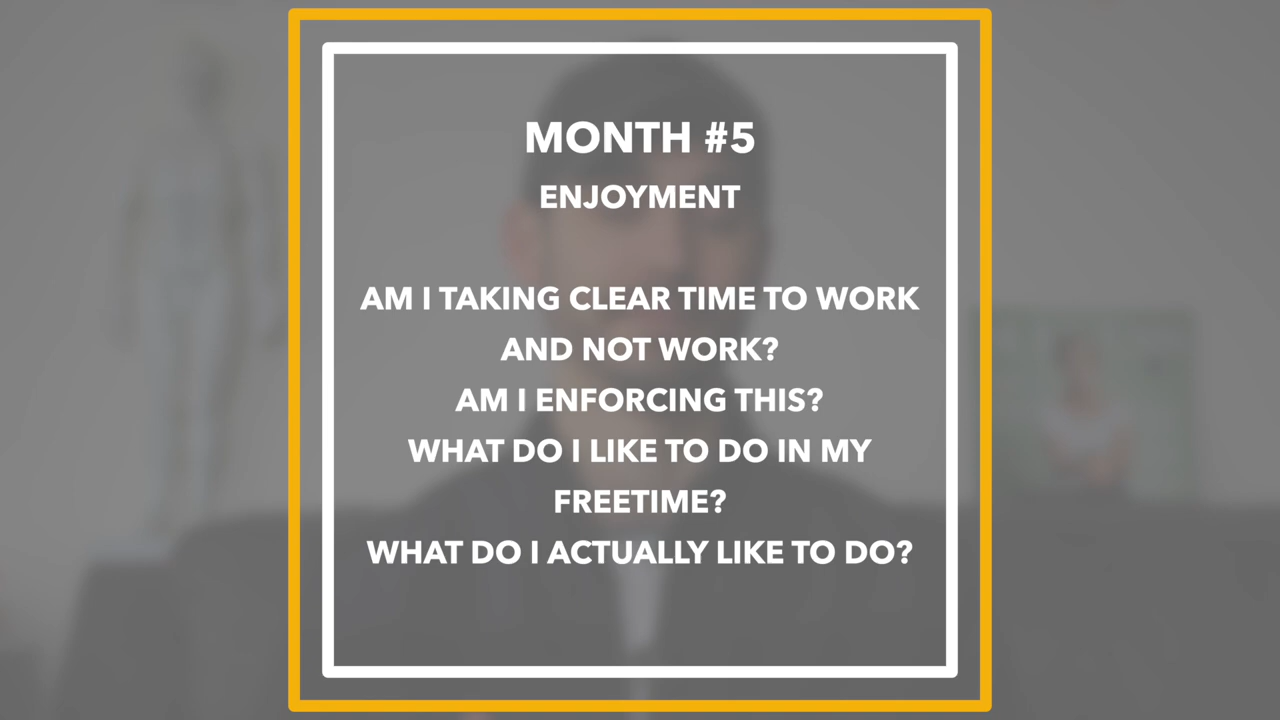 MONTH #5
ENJOYMENT
AM I TAKING CLEAR TIME TO WORK
AND NOT WORK?
AM I ENFORCING THIS?
WHAT DO I LIKE TO DO IN MY
FREETIME?
WHAT DO I ACTUALLY LIKE TO DO?